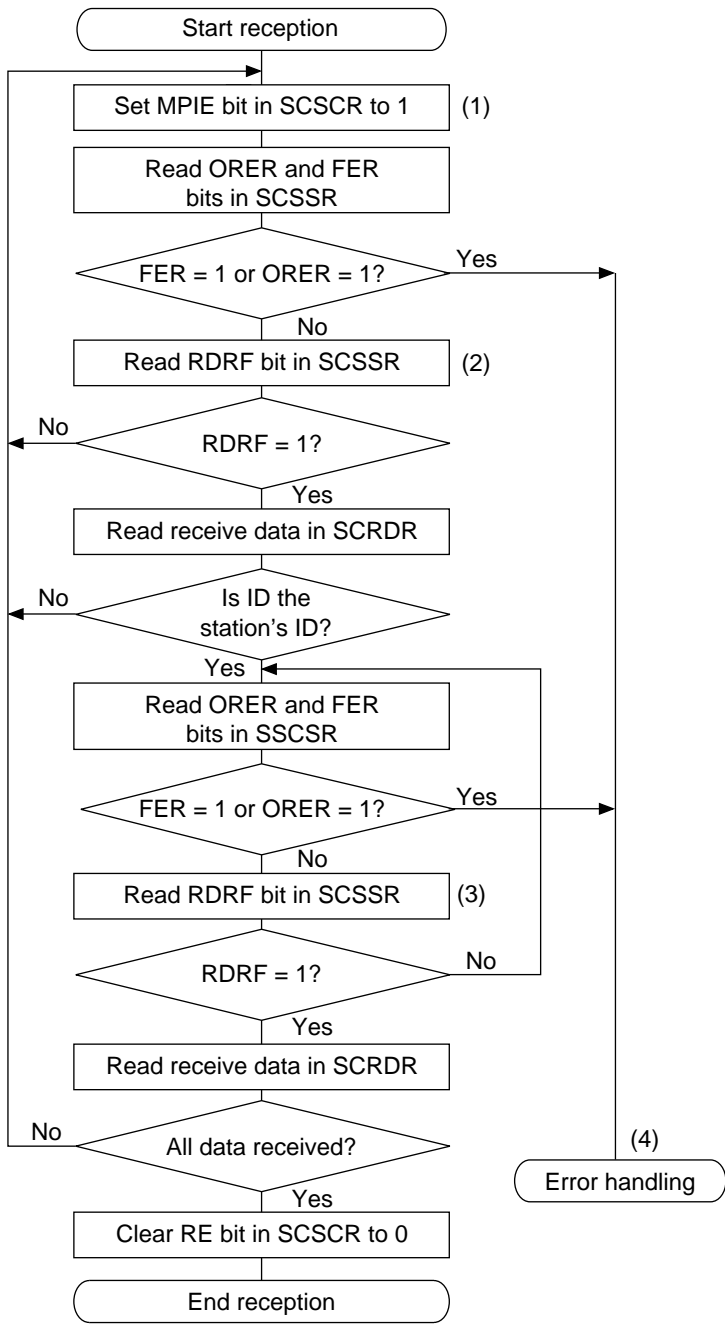 Start reception
Set MPIE bit in SCSCR to 1
(1)
Read ORER and FER
bits in SCSSR
FER = 1 or ORER = 1?
Yes
No
Read RDRF bit in SCSSR
(2)
No
RDRF = 1?
Yes
Read receive data in SCRDR
No
Is ID the
station's ID?
Yes
Read ORER and FER
bits in SSCSR
FER = 1 or ORER = 1?
Yes
No
Read RDRF bit in SCSSR
(3)
RDRF = 1?
No
Yes
Read receive data in SCRDR
No
All data received?
(4)
Error handling
Yes
Clear RE bit in SCSCR to 0
End reception